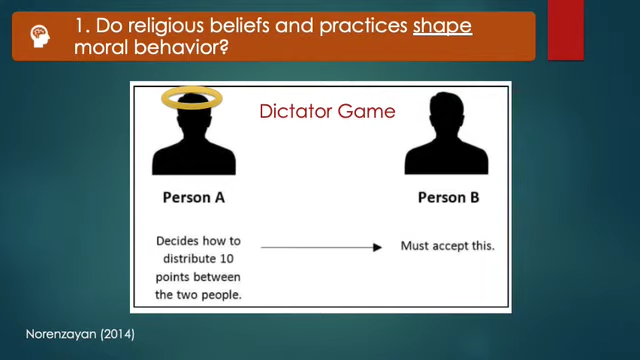 1. Do religious beliefs and practices shape
moral behavior?
Dictator Game
Person A
Person B
Decides how to
distribute 10
points between
the two people.
Must accept this.
Norenzayan (2014)